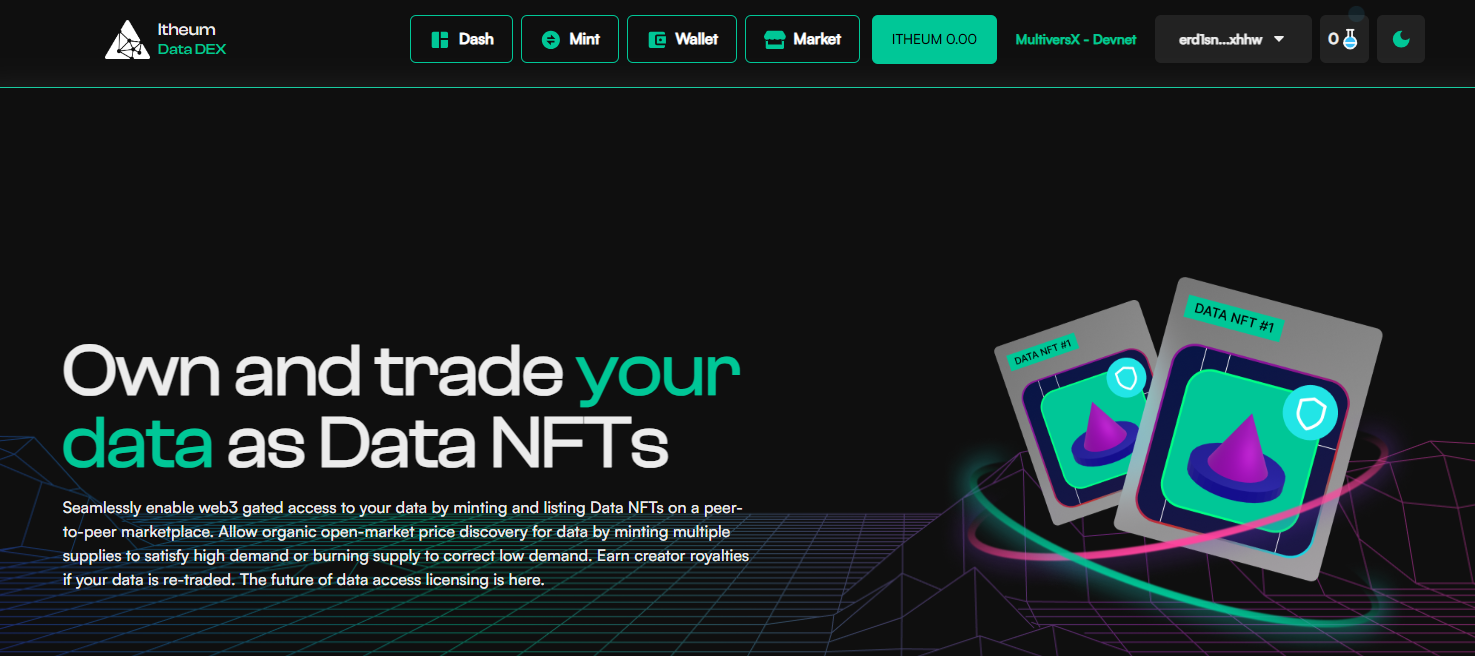 Itheum
Data DEX
Dash
Mint
Wallet
Market
ITHEUM 0.00
MultiversX - Devnet
erd1sn...xhhw
0
Own and trade your
data as Data NFTs
Seamlessly enable web3 gated access to your data by minting and listing Data NFTs on a peer-
to-peer marketplace. Allow organic open-market price discovery for data by minting multiple
supplies to satisfy high demand or burning supply to correct low demand. Earn creator royalties
if your data is re-traded. The future of data access licensing is here.
DATA NFT #1
DATA NFT #1